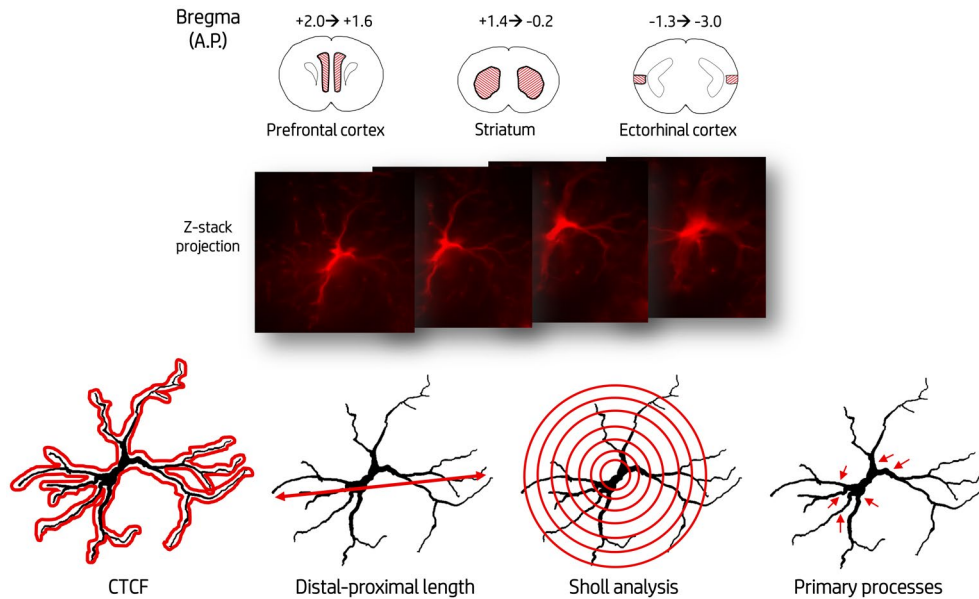 Bregma
(A.P.)
+2.0→ +1.6
+1.4→ -0.2
-1.3→ -3.0
Prefrontal cortex
Striatum
Ectorhinal cortex
Z-stack
projection
CTCF
Distal-proximal length
Sholl analysis
Primary processes